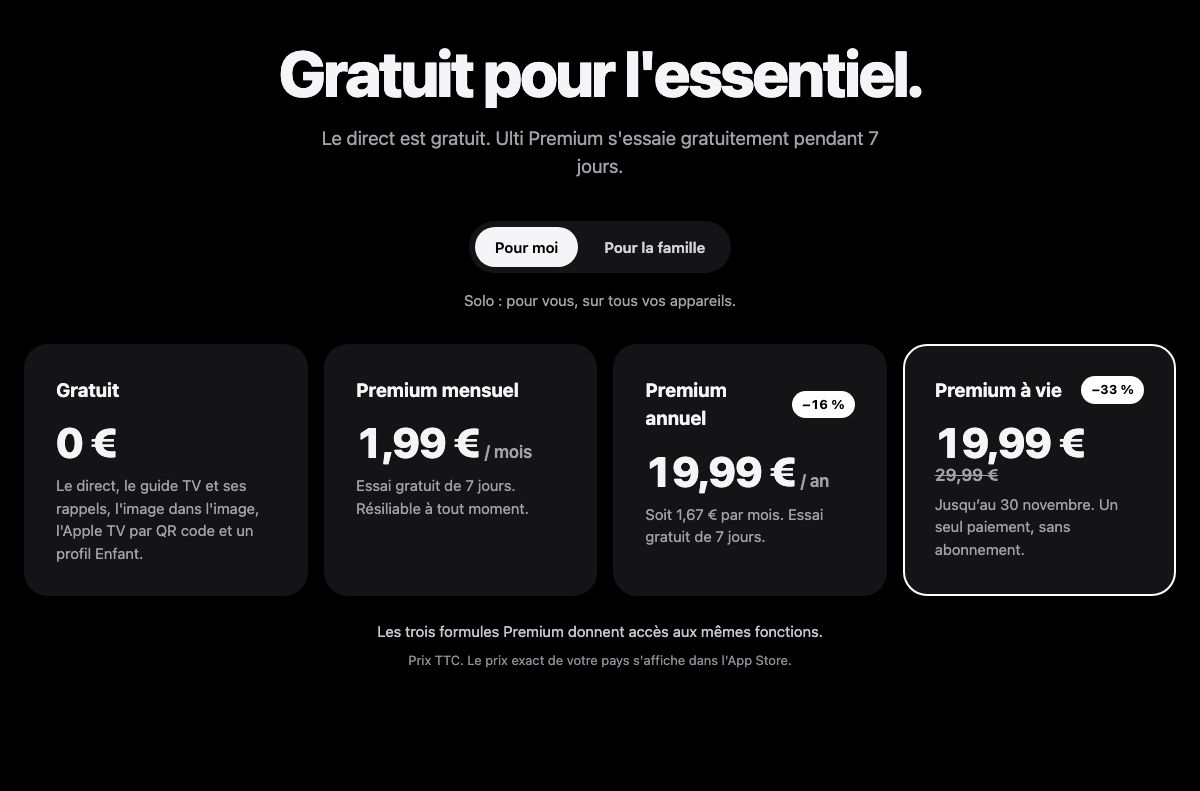 Gratuit pour l'essentiel.
Le direct est gratuit. Ulti Premium s'essaie gratuitement pendant 7
jours.
Pour moi
Pour la famille
Solo : pour vous, sur tous vos appareils.
Gratuit
0 €
Le direct, le guide TV et ses
rappels, l'image dans l'image,
l'Apple TV par QR code et un
profil Enfant.
Premium mensuel
1,99 € / mois
Essai gratuit de 7 jours.
Résiliable à tout moment.
Premium
annuel
−16 %
19,99 € / an
Soit 1,67 € par mois. Essai
gratuit de 7 jours.
Premium à vie
−33 %
19,99 €
29,99 €
Jusqu’au 30 novembre. Un
seul paiement, sans
abonnement.
Les trois formules Premium donnent accès aux mêmes fonctions.
Prix TTC. Le prix exact de votre pays s'affiche dans l'App Store.